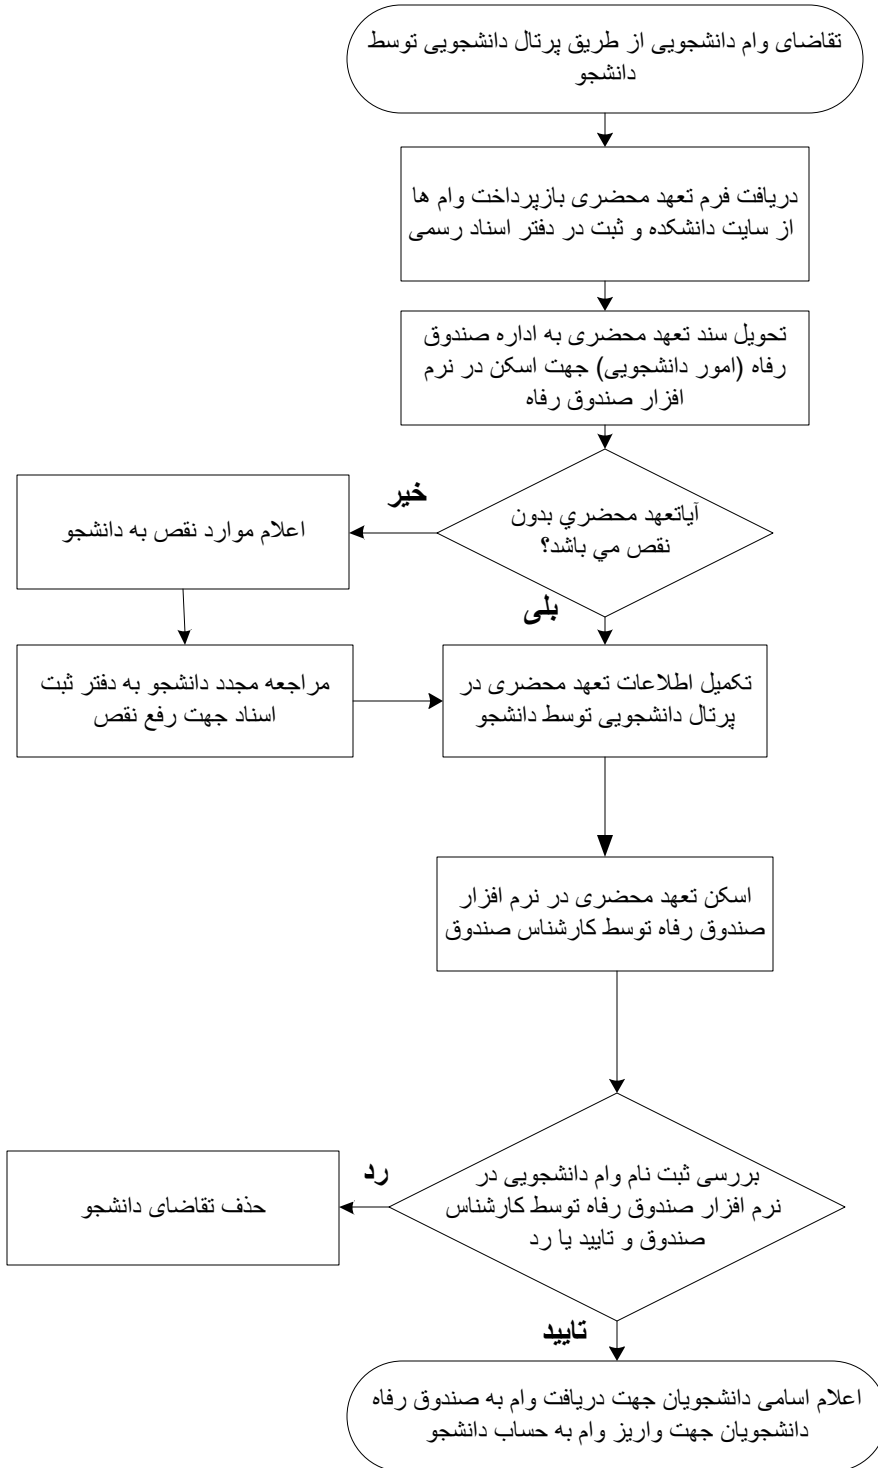 تقاضای وام دانشجویی از طریق پرتال دانشجویی توسط
دانشجو
دریافت فرم تعهد محضری بازپرداخت وام ها
از سایت دانشکده و ثبت در دفتر اسناد رسمی
تحویل سند تعهد محضری به اداره صندوق
رفاه (امور دانشجویی) جهت اسکن در نرم
افزار صندوق رفاه
آیاتعهد محضري بدون
نقص مي باشد؟
خیر
اعلام موارد نقص به دانشجو
بلی
مراجعه مجدد دانشجو به دفتر ثبت
اسناد جهت رفع نقص
تکمیل اطلاعات تعهد محضری در
پرتال دانشجویی توسط دانشجو
اسکن تعهد محضری در نرم افزار
صندوق رفاه توسط کارشناس صندوق
بررسی ثبت نام وام دانشجویی در
نرم افزار صندوق رفاه توسط کارشناس
صندوق و تایید یا رد
رد
حذف تقاضای دانشجو
تایید
اعلام اسامی دانشجویان جهت دریافت وام به صندوق رفاه
دانشجویان جهت واریز وام به حساب دانشجو